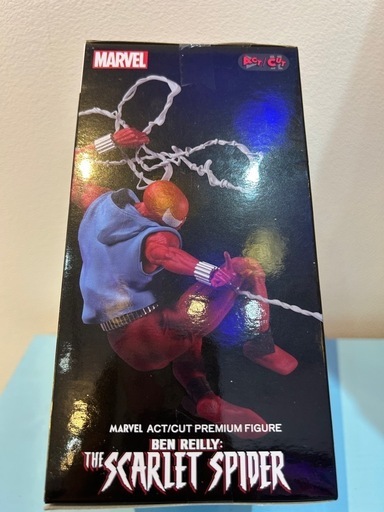 MARVEL
ACT/CUT
MARVEL ACT/CUT PREMIUM FIGURE
BEN REILLY:
THE SCARLET SPIDER